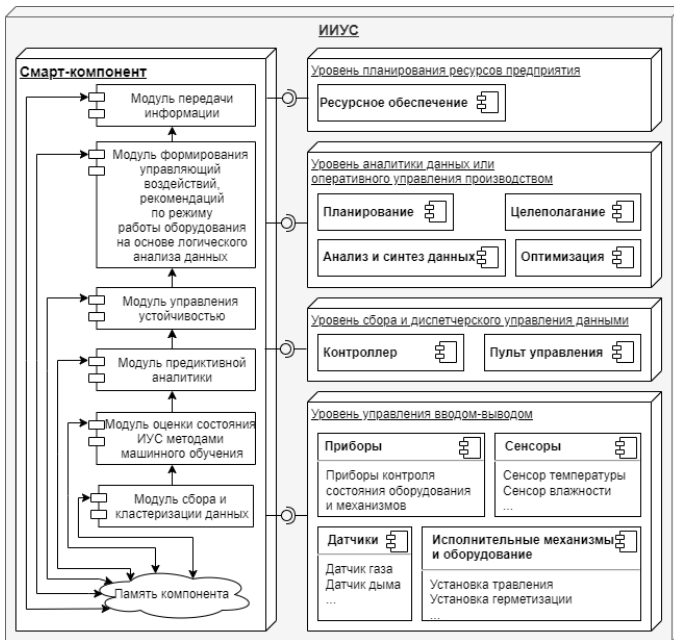 ИИУС
Смарт-компонент
Модуль передачи
информации
Модуль формирования
управляющий
воздействий,
рекомендаций
по режиму
работы оборудования
на основе логического
анализа данных
Модуль управления
устойчивостью
Модуль предиктивной
аналитики
Модуль оценки состояния
ИУС методами
машинного обучения
Модуль сбора и
кластеризации данных
Память компонента
Уровень планирования ресурсов предприятия
Ресурсное обеспечение
Уровень аналитики данных или
оперативного управления производством
Планирование
Целеполагание
Анализ и синтез данных
Оптимизация
Уровень сбора и диспетчерского управления данными
Контроллер
Пульт управления
Уровень управления вводом-выводом
Приборы
Приборы контроля
состояния оборудования
и механизмов
Сенсоры
Сенсор температуры
Сенсор влажности
...
Датчики
Датчик газа
Датчик дыма
...
Исполнительные механизмы
и оборудование
Установка травления
Установка герметизации
...